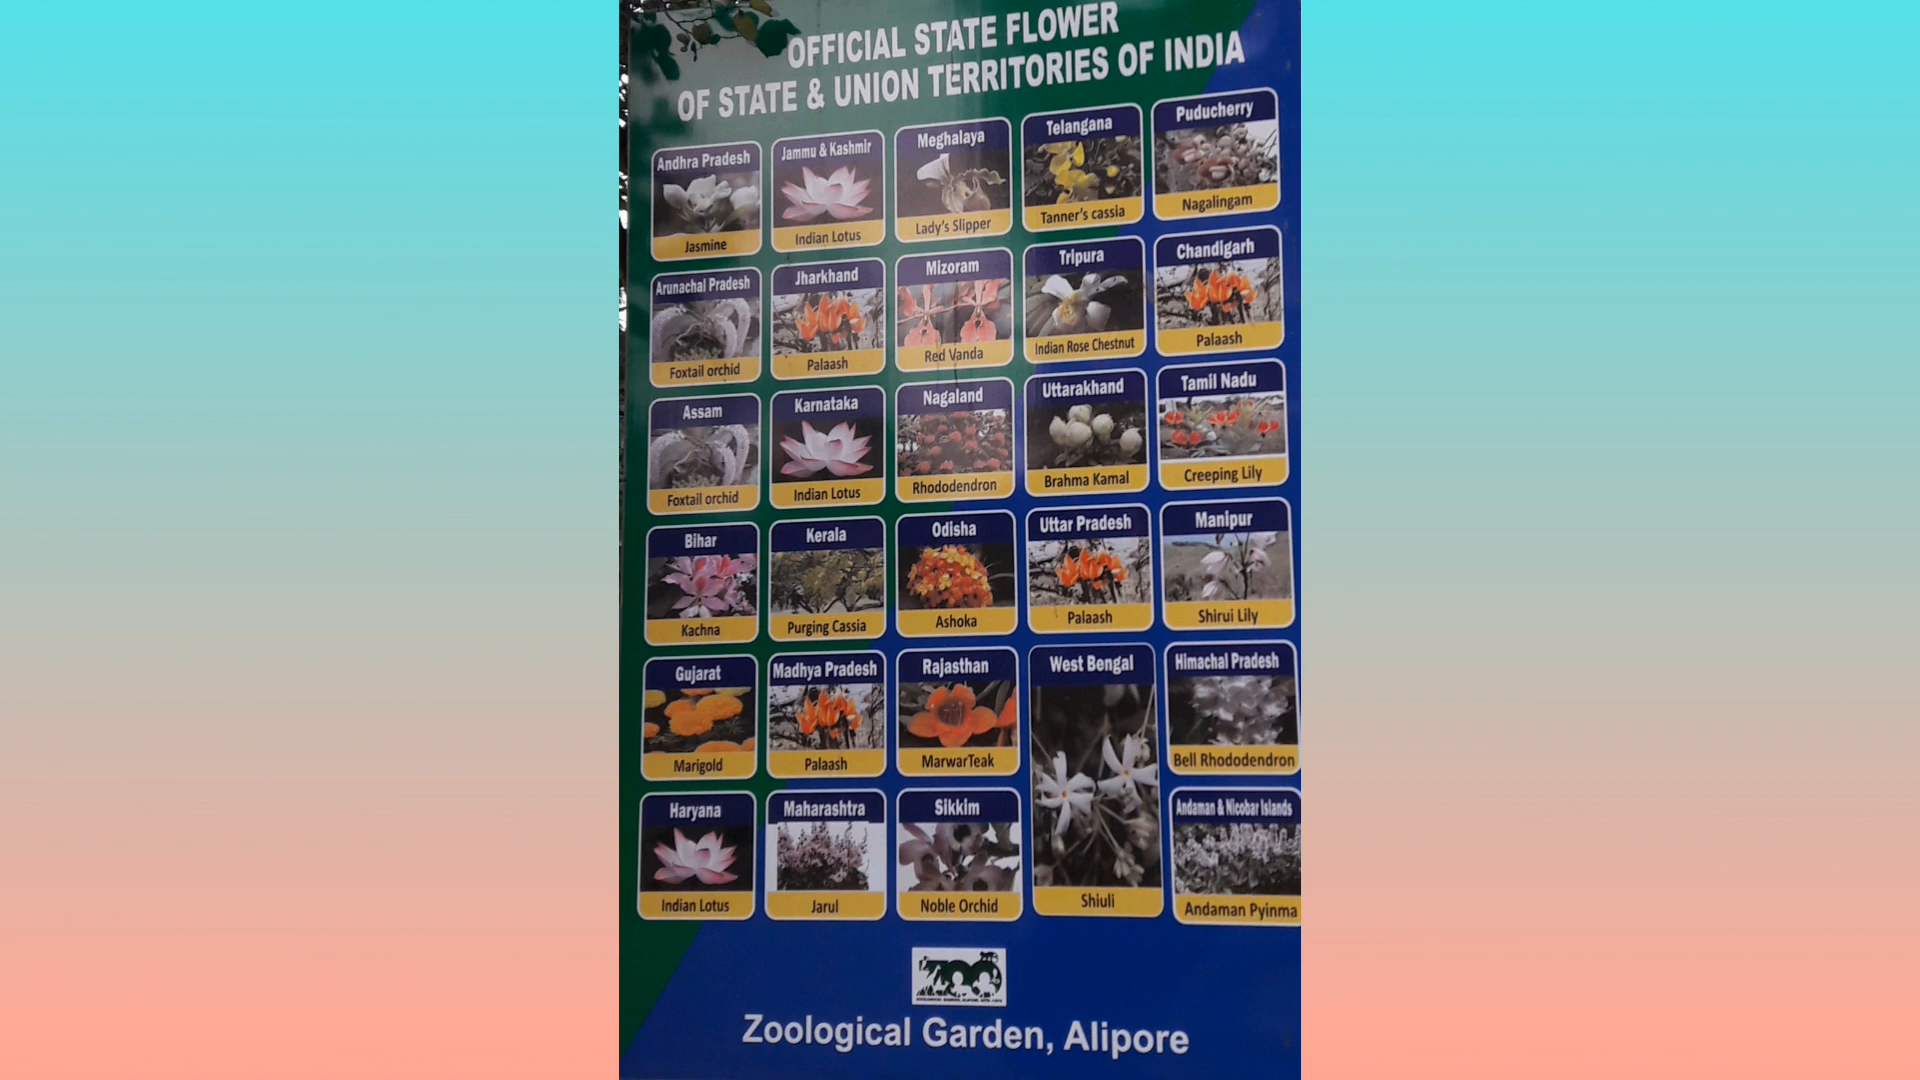 OFFICIAL STATE FLOWER
OF STATE & UNION TERRITORIES OF INDIA
Andhra Pradesh
Jasmine
Jammu & Kashmir
Indian Lotus
Meghalaya
Lady's Slipper
Telangana
Tanner's cassia
Puducherry
Nagalingam
Arunachal Pradesh
Foxtail orchid
Jharkhand
Palaash
Mizoram
Red Vanda
Tripura
Indian Rose Chestnut
Chandigarh
Palaash
Assam
Foxtail orchid
Karnataka
Indian Lotus
Nagaland
Rhododendron
Uttarakhand
Brahma Kamal
Tamil Nadu
Creeping Lily
Bihar
Kachna
Kerala
Purging Cassia
Odisha
Ashoka
Uttar Pradesh
Palaash
Manipur
Shirui Lily
Gujarat
Marigold
Madhya Pradesh
Palaash
Rajasthan
MarwarTeak
West Bengal
Shiuli
Himachal Pradesh
Bell Rhododendron
Haryana
Indian Lotus
Maharashtra
Jarul
Sikkim
Noble Orchid
Andaman & Nicobar Islands
Andaman Pyinma
ZOO
Zoological Garden, Alipore